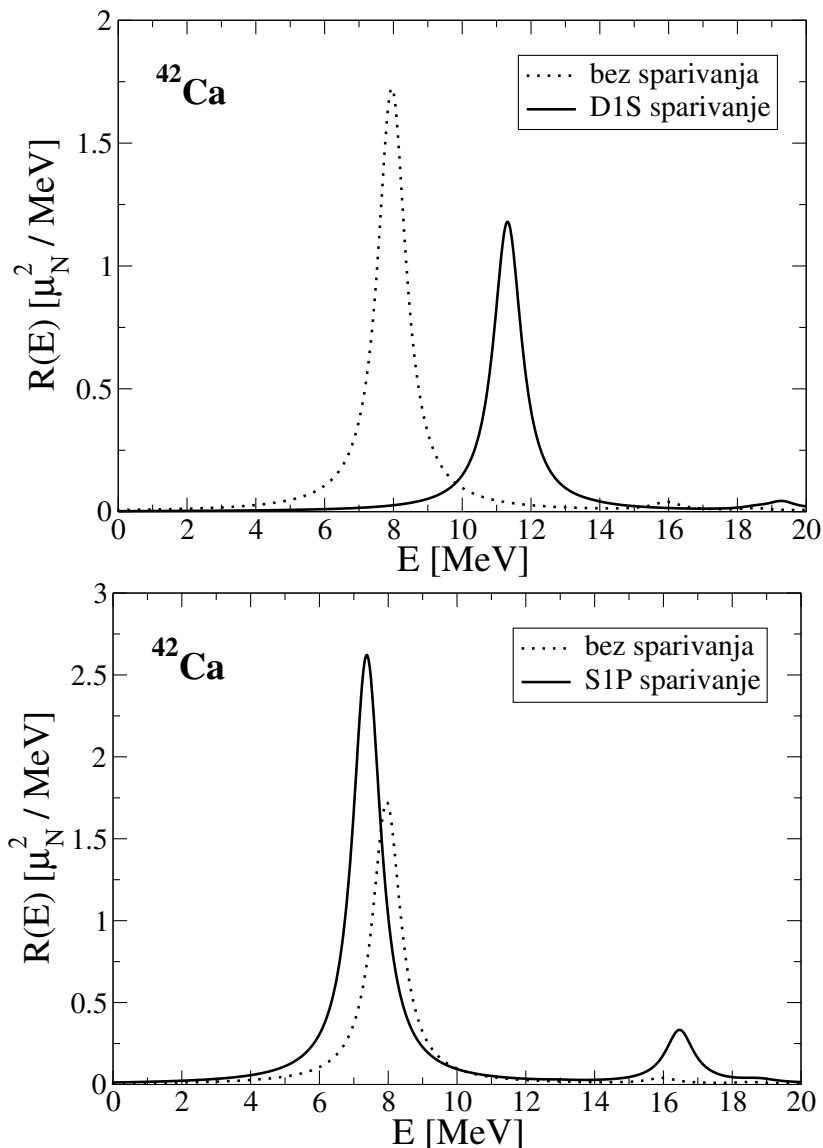 ⁴²Ca
bez sparivanja
D1S sparivanje
R(E) [μ_N² / MeV]
2
1.5
1
0.5
0
0 2 4 6 8 10 12 14 16 18 20
E [MeV]
⁴²Ca
bez sparivanja
S1P sparivanje
R(E) [μ_N² / MeV]
3
2.5
2
1.5
1
0.5
0
0 2 4 6 8 10 12 14 16 18 20
E [MeV]